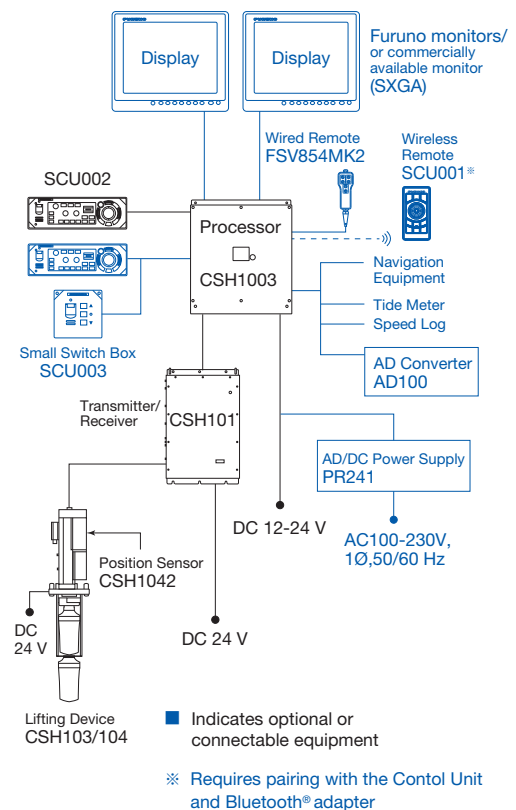 Display
Display
Furuno monitors/
or commercially
available monitor
(SXGA)
Wired Remote
FSV854MK2
Wireless
Remote
SCU001※
SCU002
Processor
CSH1003
Navigation
Equipment
Tide Meter
Speed Log
Small Switch Box
SCU003
AD Converter
AD100
Transmitter/
Receiver
CSH101
AD/DC Power Supply
PR241
DC 12-24 V
AC100-230V,
1Ø,50/60 Hz
Position Sensor
CSH1042
DC
24 V
DC 24 V
Lifting Device
CSH103/104
■ Indicates optional or
connectable equipment
※ Requires pairing with the Contol Unit
and Bluetooth® adapter